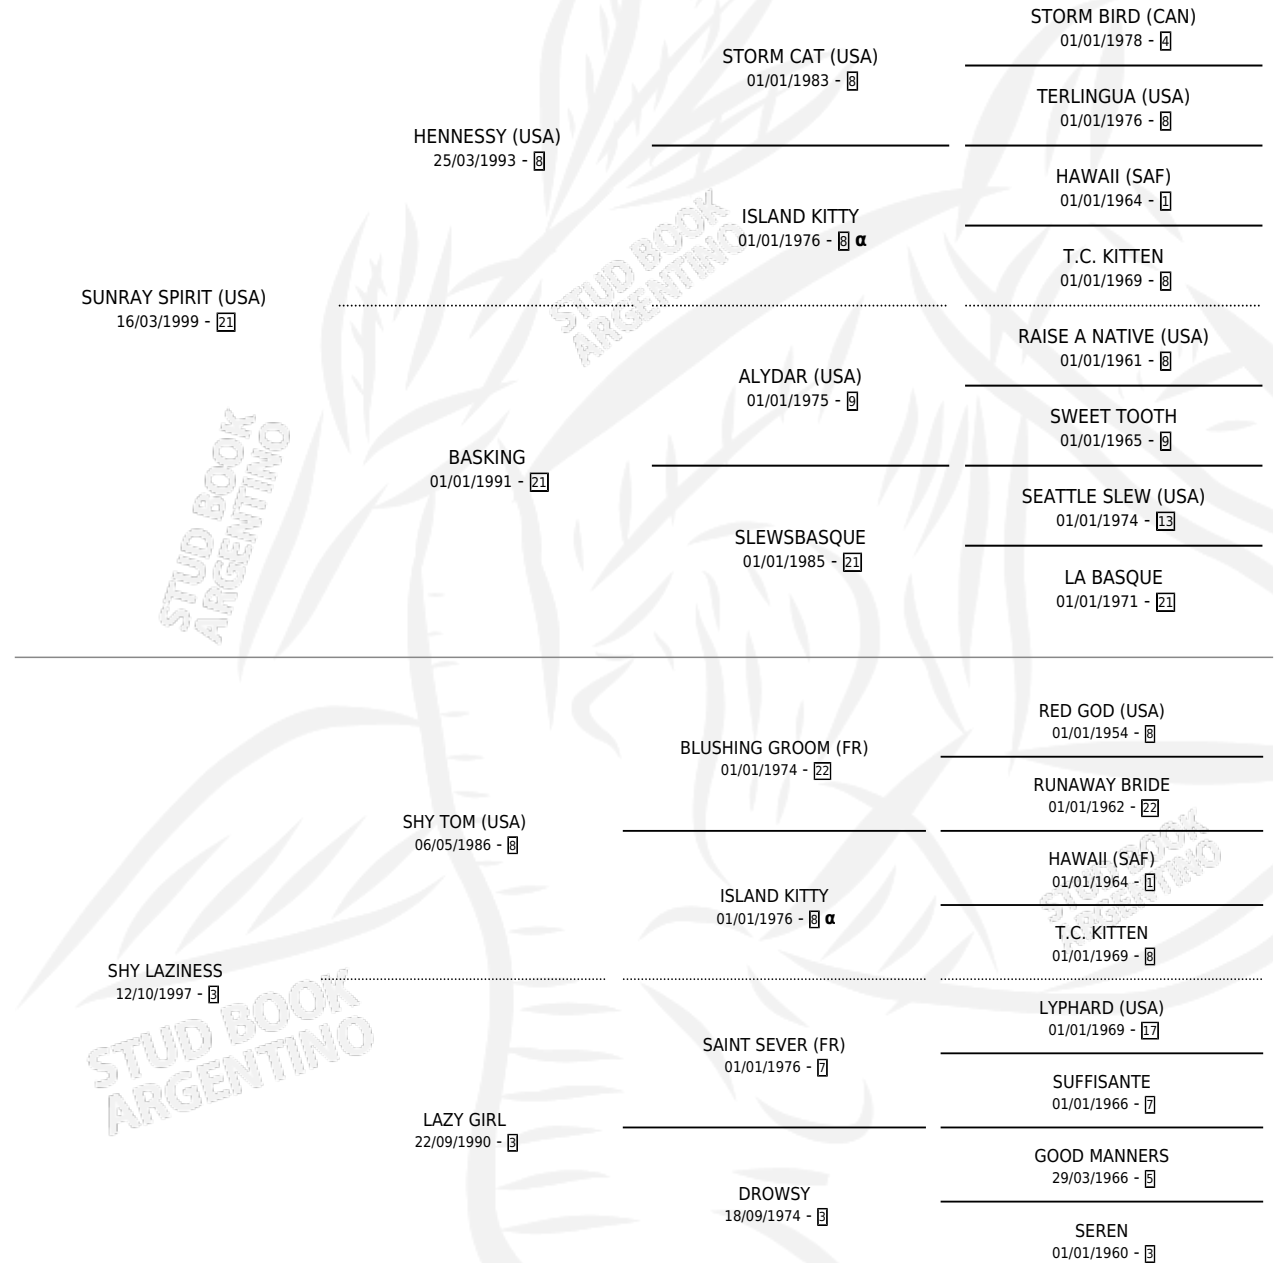 STORM BIRD (CAN)
01/01/1978 - 4
STORM CAT (USA)
01/01/1983 - 8
TERLINGUA (USA)
01/01/1976 - 8
HENNESSY (USA)
25/03/1993 - 8
HAWAII (SAF)
01/01/1964 - 1
ISLAND KITTY
01/01/1976 - 8 α
T.C. KITTEN
01/01/1969 - 8
SUNRAY SPIRIT (USA)
16/03/1999 - 21
RAISE A NATIVE (USA)
01/01/1961 - 8
ALYDAR (USA)
01/01/1975 - 9
SWEET TOOTH
01/01/1965 - 9
BASKING
01/01/1991 - 21
SEATTLE SLEW (USA)
01/01/1974 - 13
SLEWSBASQUE
01/01/1985 - 21
LA BASQUE
01/01/1971 - 21
RED GOD (USA)
01/01/1954 - 8
BLUSHING GROOM (FR)
01/01/1974 - 22
RUNAWAY BRIDE
01/01/1962 - 22
SHY TOM (USA)
06/05/1986 - 8
HAWAII (SAF)
01/01/1964 - 1
ISLAND KITTY
01/01/1976 - 8 α
T.C. KITTEN
01/01/1969 - 8
SHY LAZINESS
12/10/1997 - 3
LYPHARD (USA)
01/01/1969 - 17
SAINT SEVER (FR)
01/01/1976 - 7
SUFFISANTE
01/01/1966 - 7
LAZY GIRL
22/09/1990 - 3
GOOD MANNERS
29/03/1966 - 5
DROWSY
18/09/1974 - 3
SEREN
01/01/1960 - 3
STUD BOOK
ARGENTINO
STUD BOOK
ARGENTINO
STUD BOOK
ARGENTINO
STUD BOOK
ARGENTINO